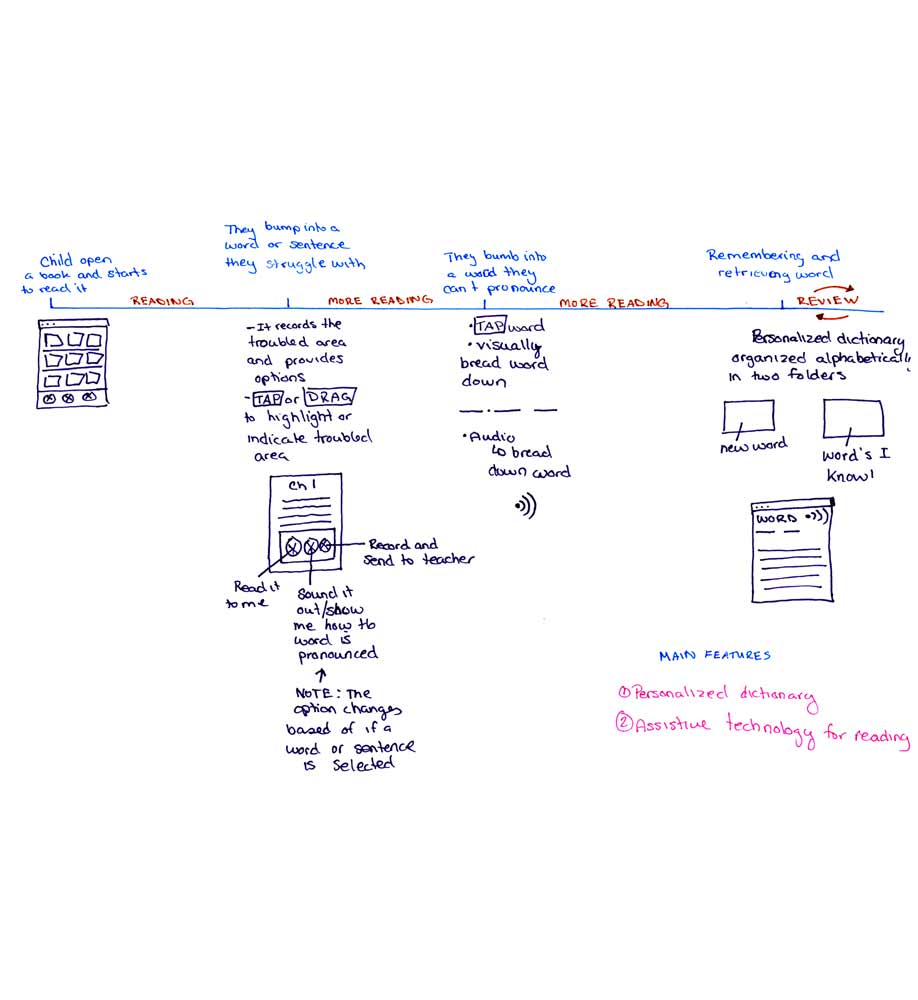 Child open
a book and starts
to read it
They bump into a
word or sentence
they struggle with
They bumb into
a word they
can't pronounce
Remembering and
retrieving word
READING
MORE READING
MORE READING
REVIEW
- It records the
troubled area
and provides
options
- TAP or DRAG
to highlight or
indicate troubled
area
Ch 1
Record and
send to teacher
Read it
to me
Sound it
out/show
me how the
word is
pronounced
NOTE: The
option changes
based of if a
word or sentence
is selected
• TAP word
• visually
bread word
down
• Audio
bread
down word
Personalized dictionary
organized alphabetically
in two folders
new word
word's I
know!
WORD
MAIN FEATURES
① Personalized dictionary
② Assistive technology for reading